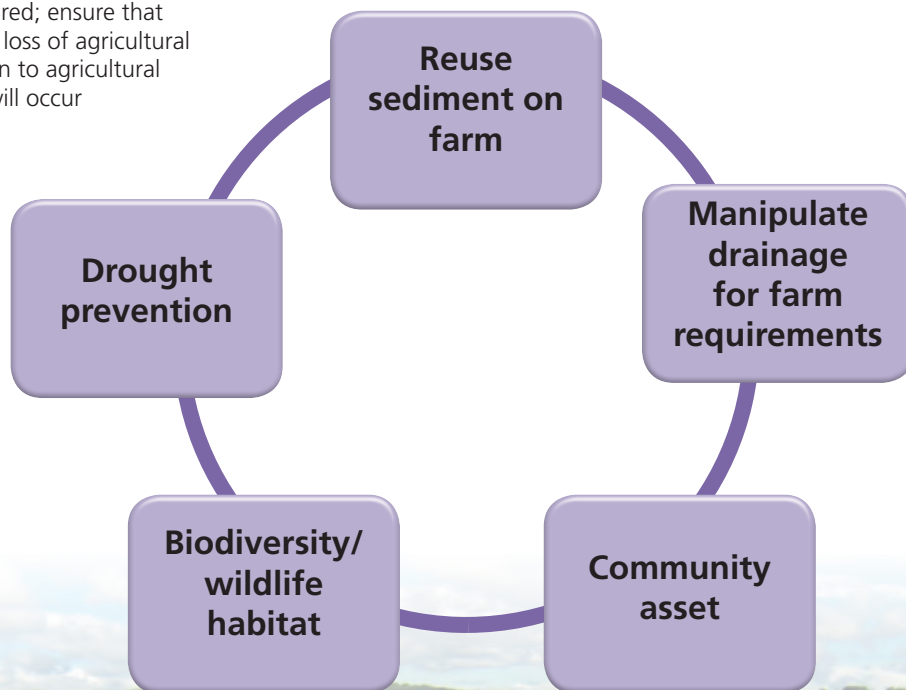 red; ensure that
loss of agricultural
n to agricultural
will occur
Reuse
sediment on
farm
Manipulate
drainage
for farm
requirements
Community
asset
Biodiversity/
wildlife
habitat
Drought
prevention